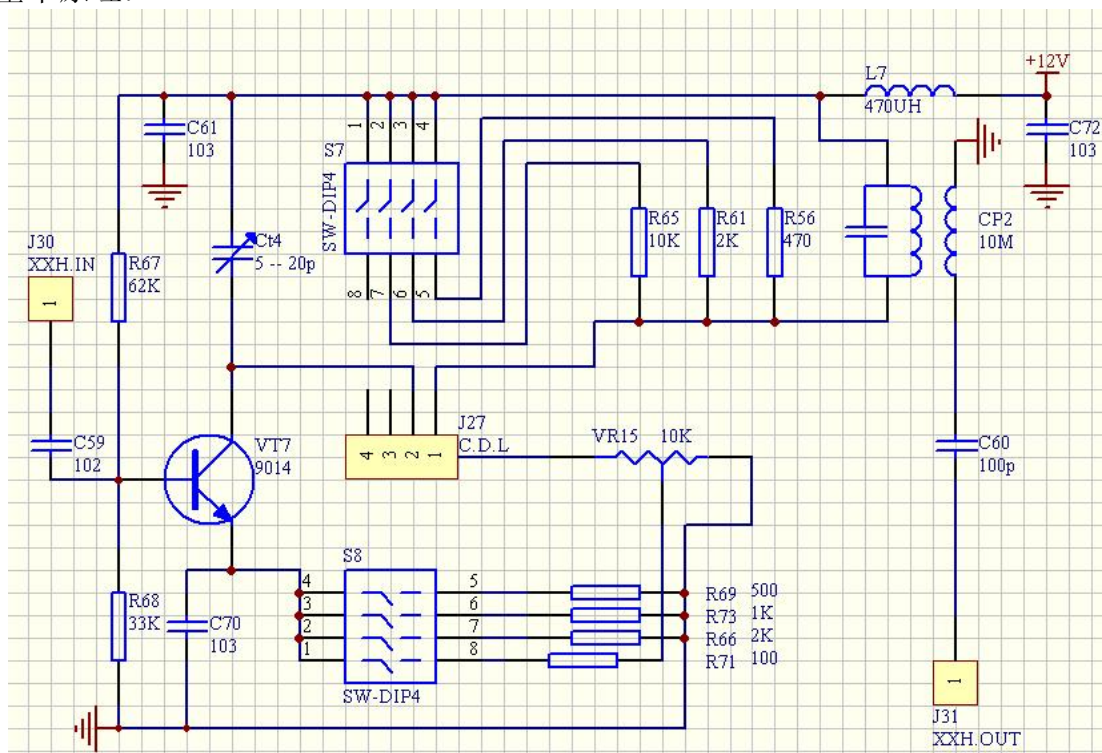 +12V
L7
470UH
C61
103
C72
103
1
2
3
4
S7
SW-DIP4
R65
10K
R61
2K
R56
470
CP2
10M
J30
XXH.IN
1
R67
62K
Ct4
5 -- 20p
8
7
6
5
C59
102
VT7
9014
J27
C.D.L
4
3
2
1
VR15
10K
C60
100p
S8
4
3
2
1
5
6
7
8
SW-DIP4
R69 500
R73 1K
R66 2K
R71 100
R68
33K
C70
103
1
J31
XXH.OUT